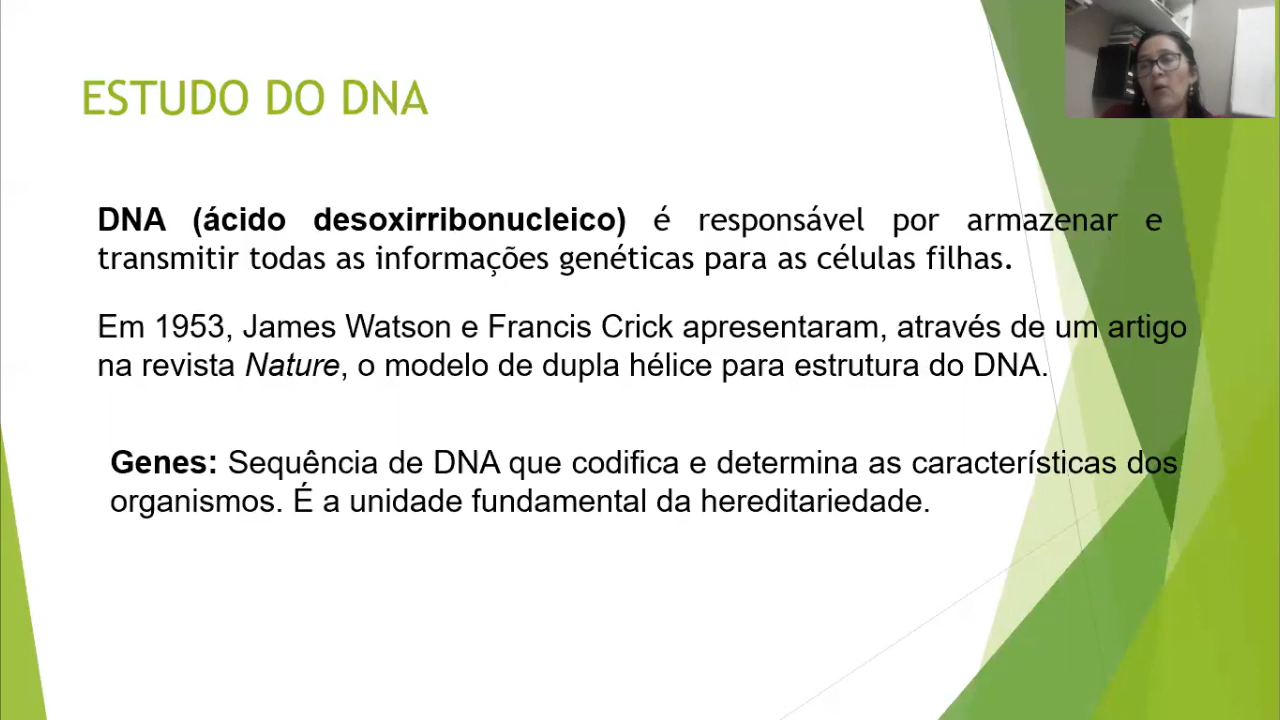 ESTUDO DO DNA
DNA (ácido desoxirribonucleico) é responsável por armazenar e
transmitir todas as informações genéticas para as células filhas.
Em 1953, James Watson e Francis Crick apresentaram, através de um artigo
na revista Nature, o modelo de dupla hélice para estrutura do DNA.
Genes: Sequência de DNA que codifica e determina as características dos
organismos. É a unidade fundamental da hereditariedade.